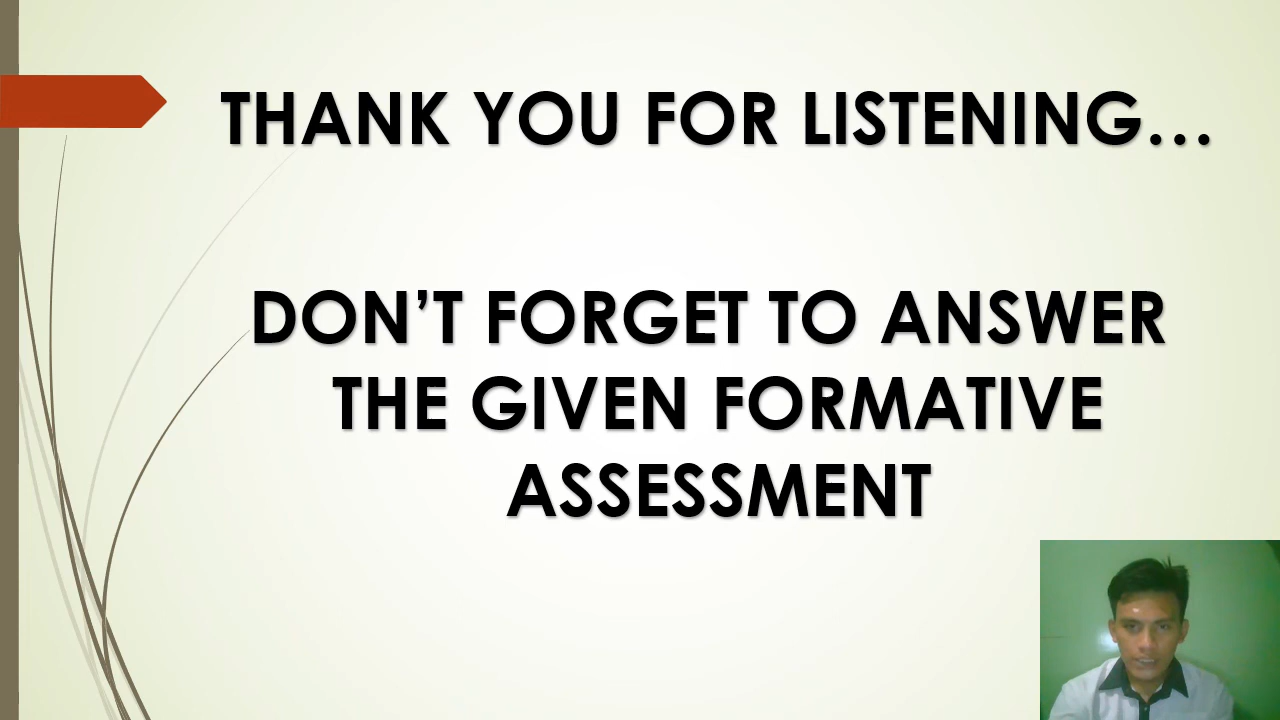 THANK YOU FOR LISTENING…
DON’T FORGET TO ANSWER
THE GIVEN FORMATIVE
ASSESSMENT